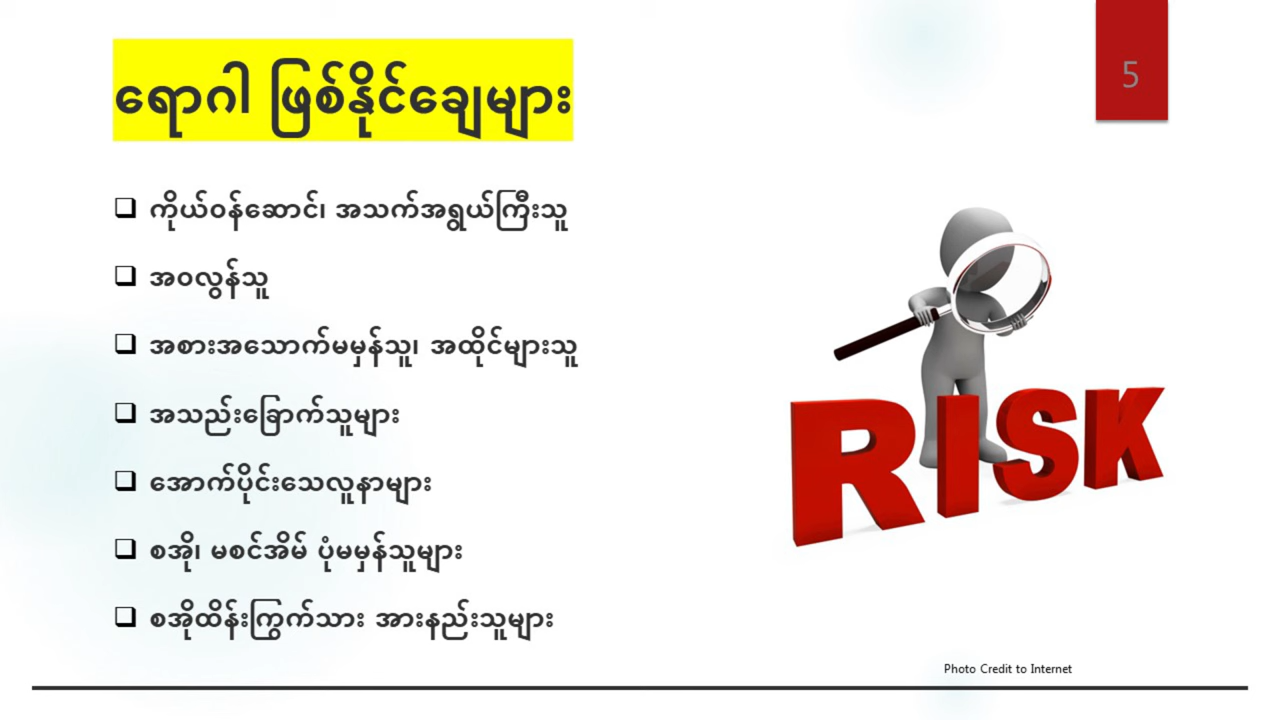 ရောဂါ ဖြစ်နိုင်ချေများ
5
❑ ကိုယ်ဝန်ဆောင်၊ အသက်အရွယ်ကြီးသူ
❑ အဝလွန်သူ
❑ အစားအသောက်မမှန်သူ၊ အထိုင်များသူ
❑ အသည်းခြောက်သူများ
❑ အောက်ပိုင်းသေလူနာများ
❑ စအို၊ မစင်အိမ် ပုံမမှန်သူများ
❑ စအိုထိန်းကြွက်သား အားနည်းသူများ
RISK
Photo Credit to Internet